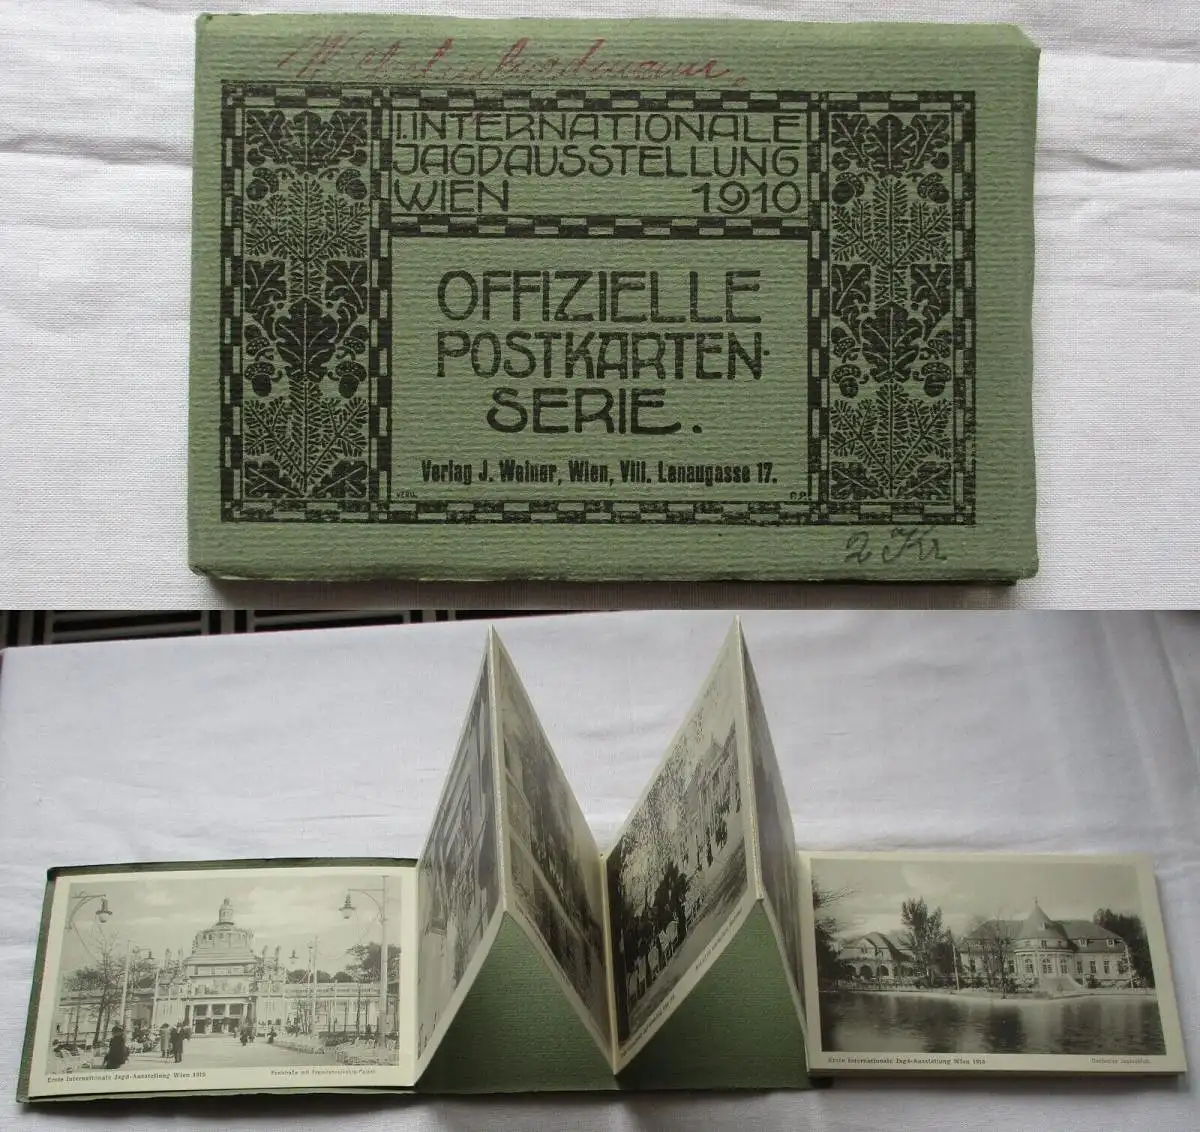 I. INTERNATIONALE
JAGDAUSSTELLUNG
WIEN 1910
OFFIZIELLE
POSTKARTEN-
SERIE.
Verlag J. Weiner, Wien, VIII. Lenaugasse 17.
2 Kr
Erste Internationale Jagd-Ausstellung Wien 1910
Erste Internationale Jagd-Ausstellung Wien 1910